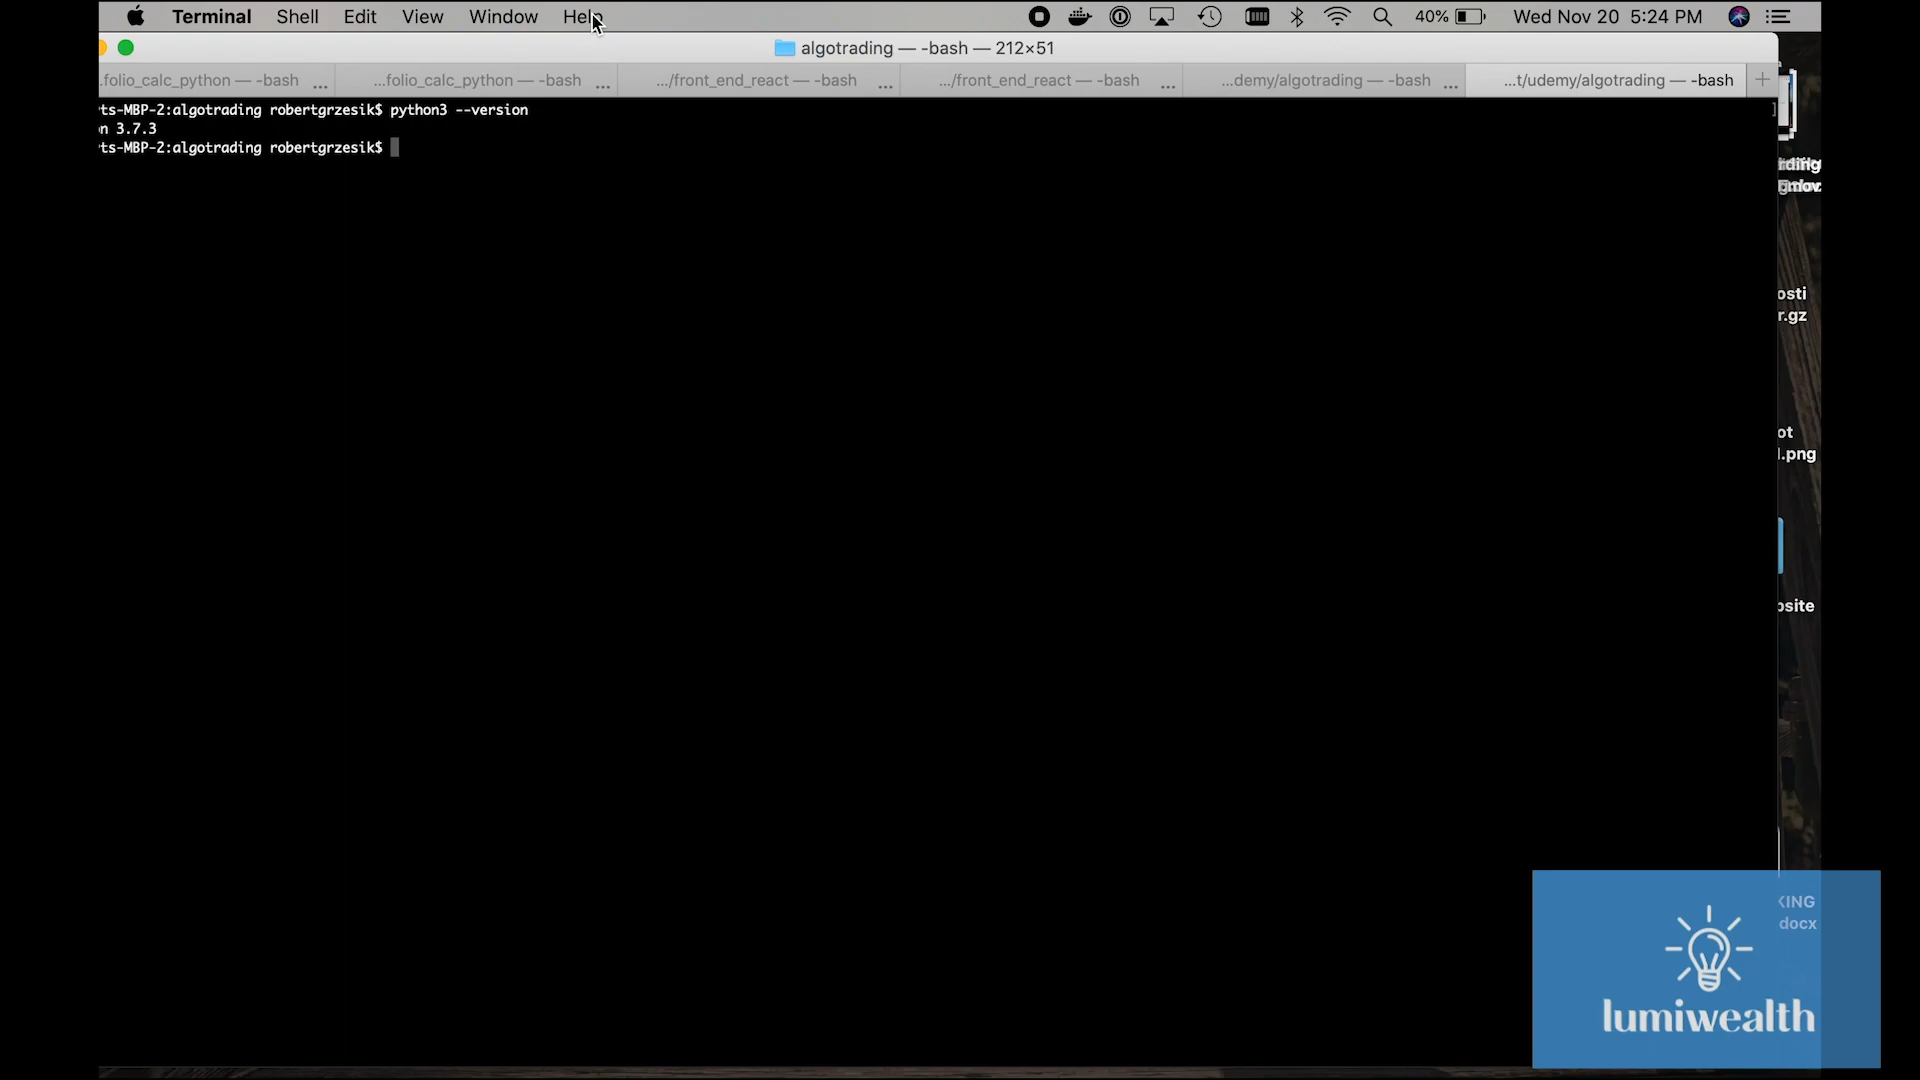 Terminal Shell Edit View Window Help 40% Wed Nov 20 5:24 PM
algotrading — -bash — 212×51
...folio_calc_python — -bash ... ...folio_calc_python — -bash ... .../front_end_react — -bash ... .../front_end_react — -bash ... ...demy/algotrading — -bash ... ...t/udemy/algotrading — -bash +
ts-MBP-2:algotrading robertgrzesik$ python3 --version
n 3.7.3
ts-MBP-2:algotrading robertgrzesik$
osti
r.gz
ot
.png
osite
KING
docx
lumiwealth